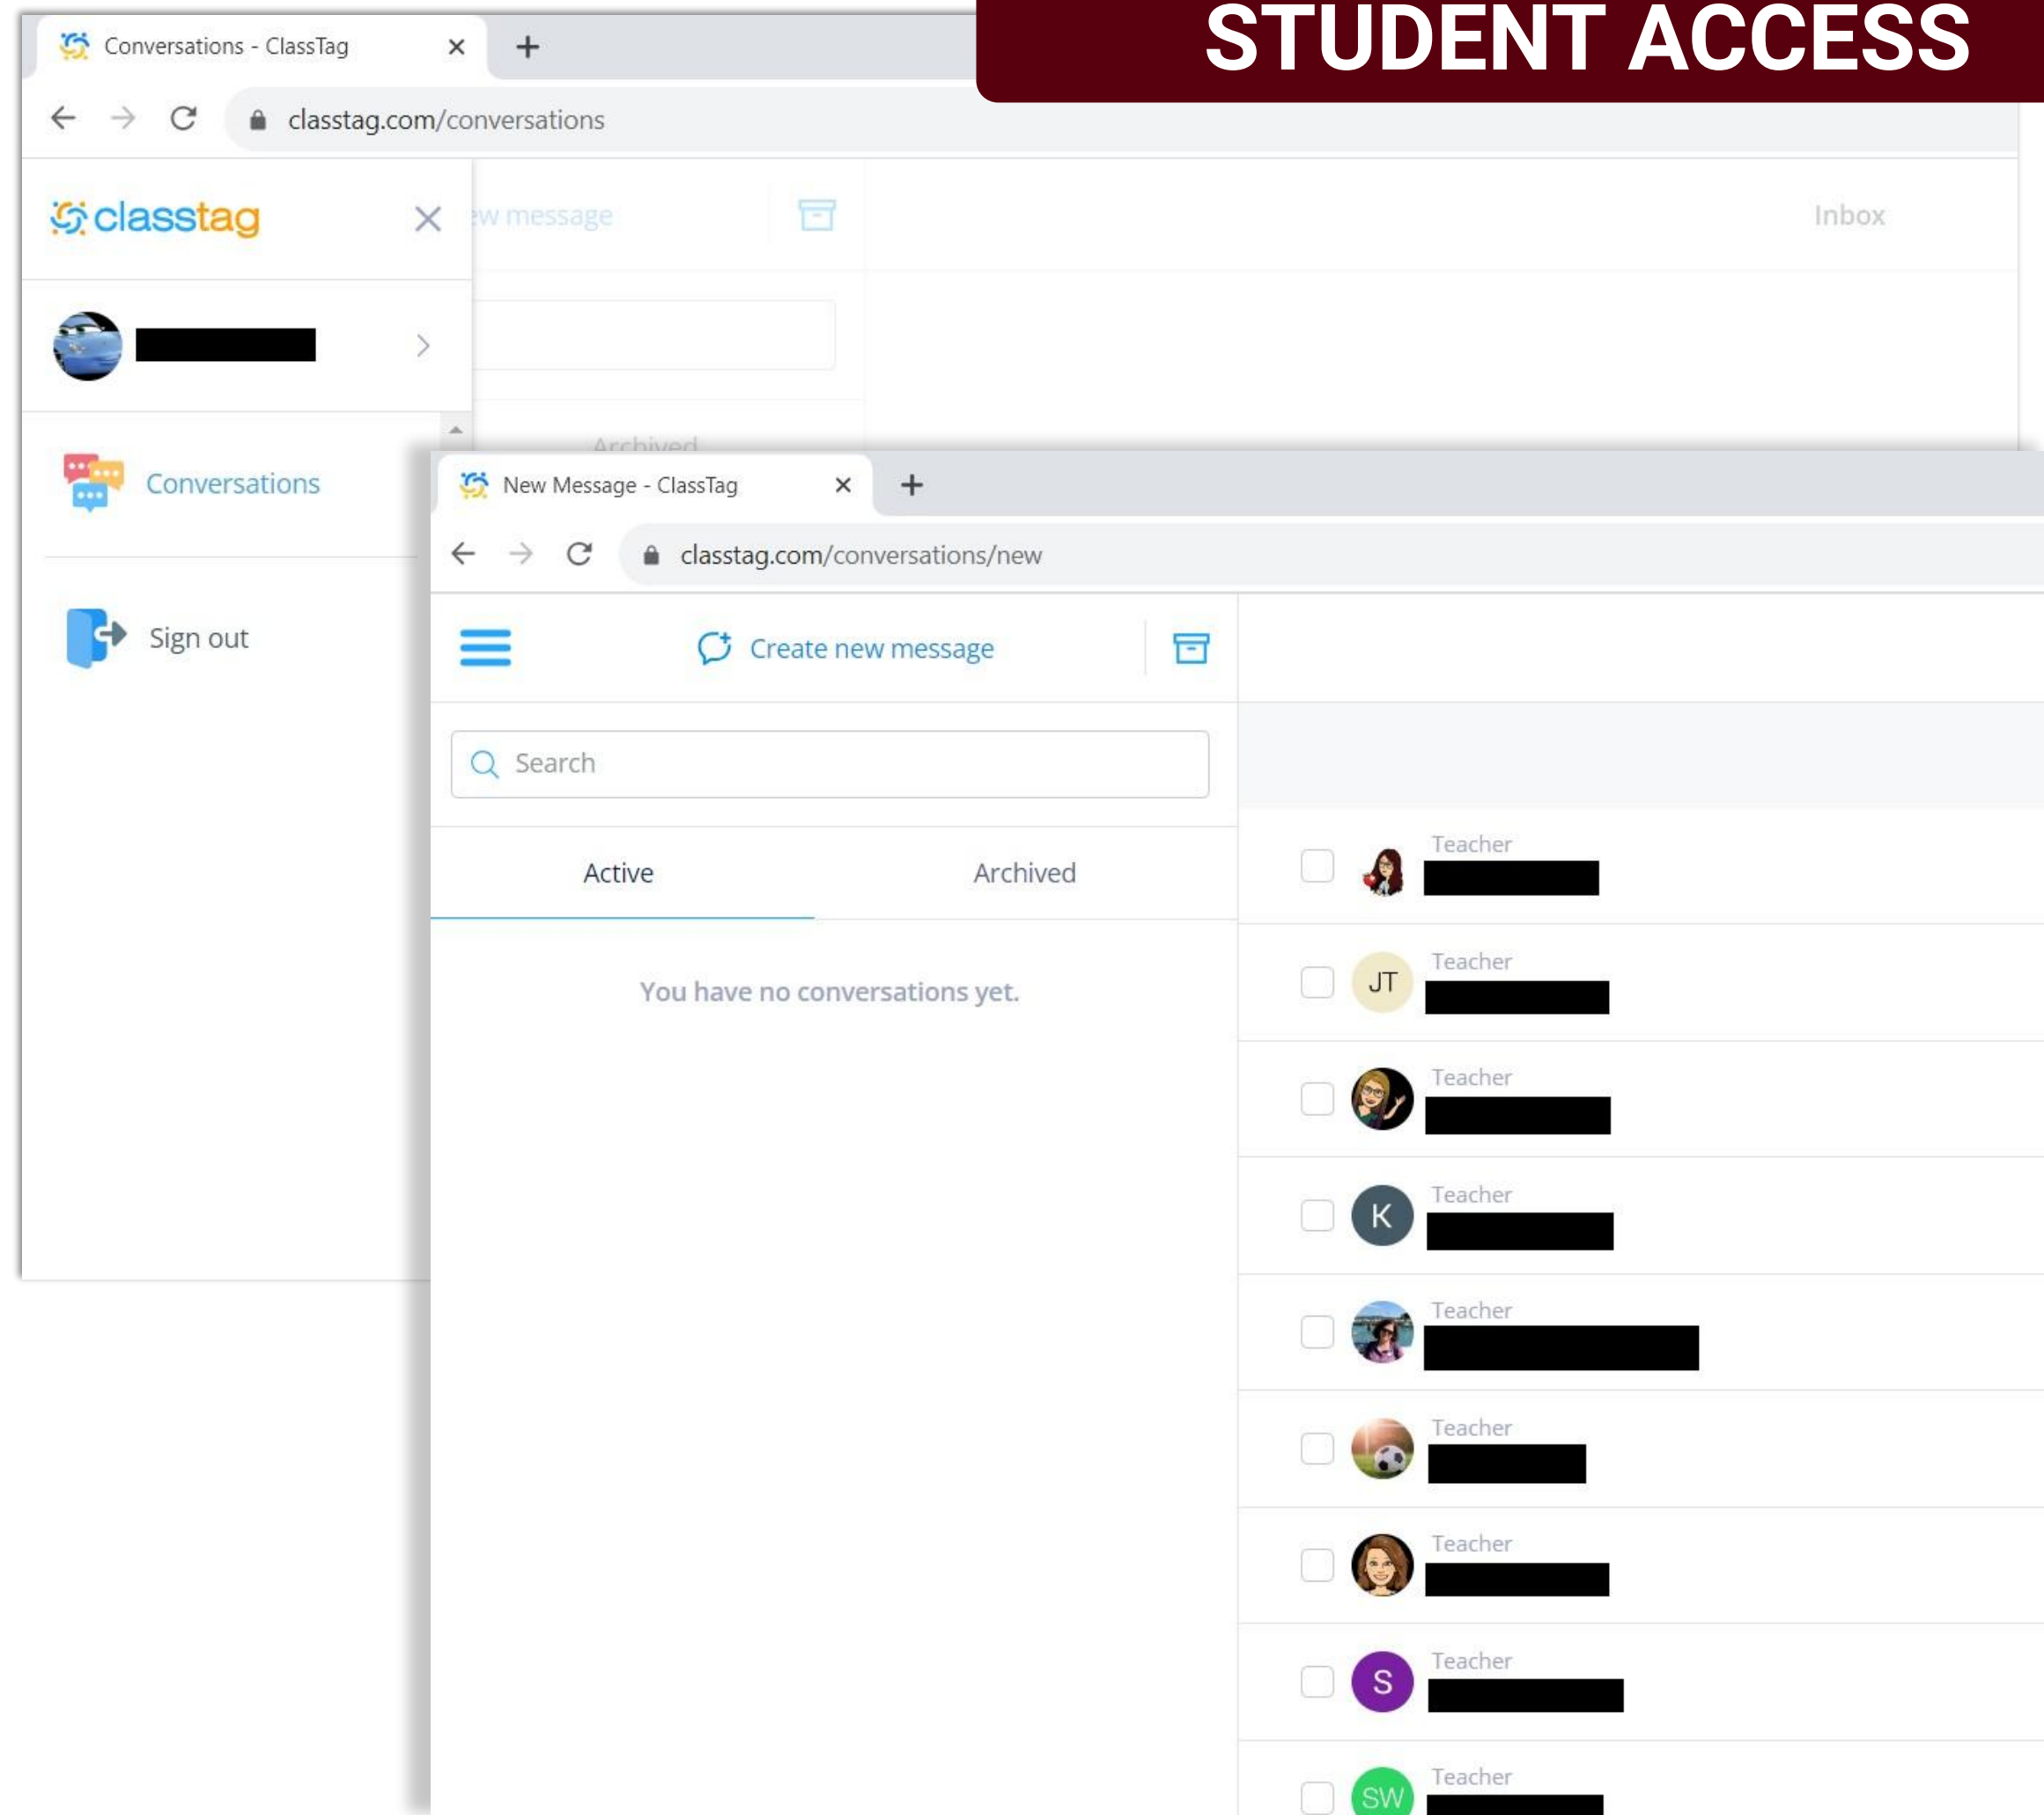 STUDENT ACCESS
Conversations - ClassTag
classtag.com/conversations
classtag
ew message
Inbox
Archived
Conversations
Sign out
New Message - ClassTag
classtag.com/conversations/new
Create new message
Search
Active
Archived
You have no conversations yet.
Teacher
JT
Teacher
Teacher
K
Teacher
Teacher
Teacher
Teacher
S
Teacher
SW
Teacher